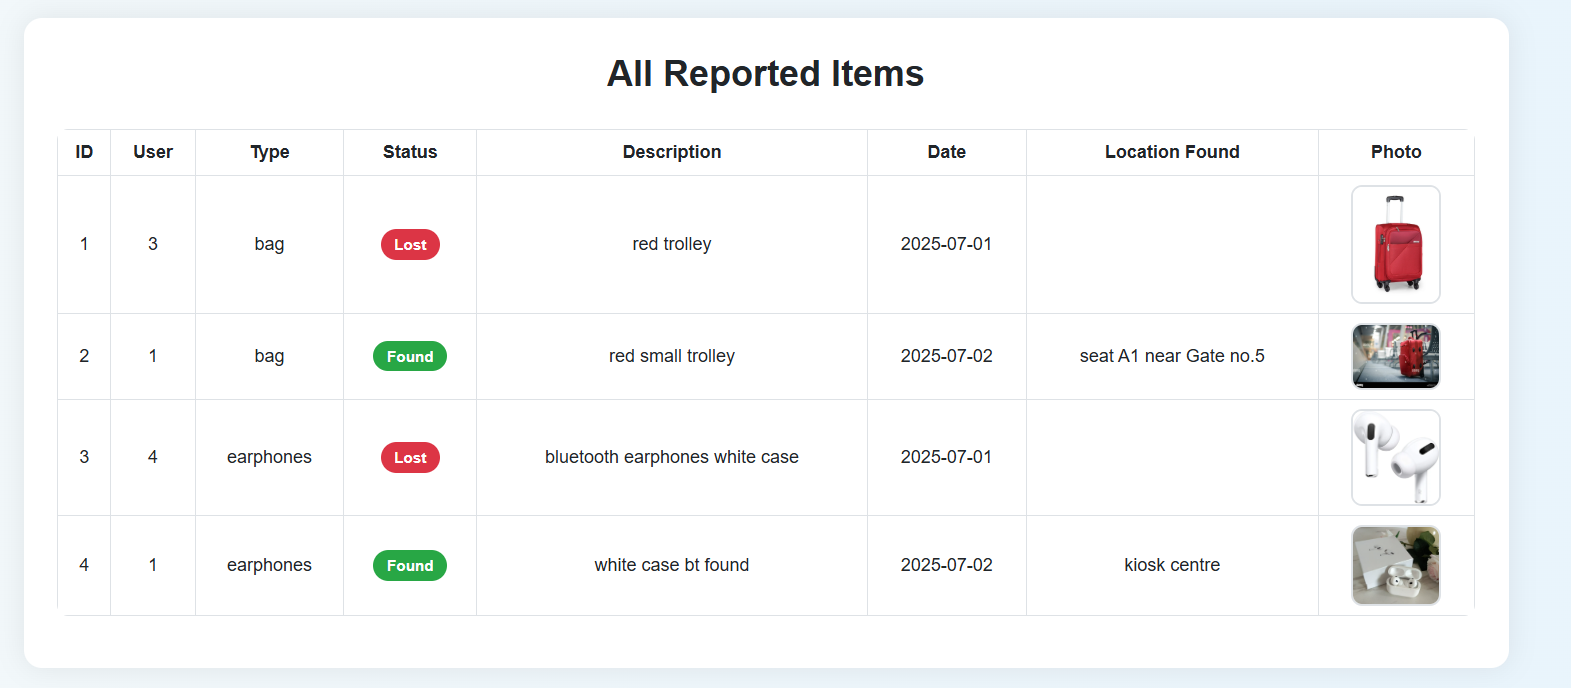 All Reported Items
ID User Type Status Description Date Location Found Photo
1 3 bag Lost red trolley 2025-07-01
2 1 bag Found red small trolley 2025-07-02 seat A1 near Gate no.5
3 4 earphones Lost bluetooth earphones white case 2025-07-01
4 1 earphones Found white case bt found 2025-07-02 kiosk centre